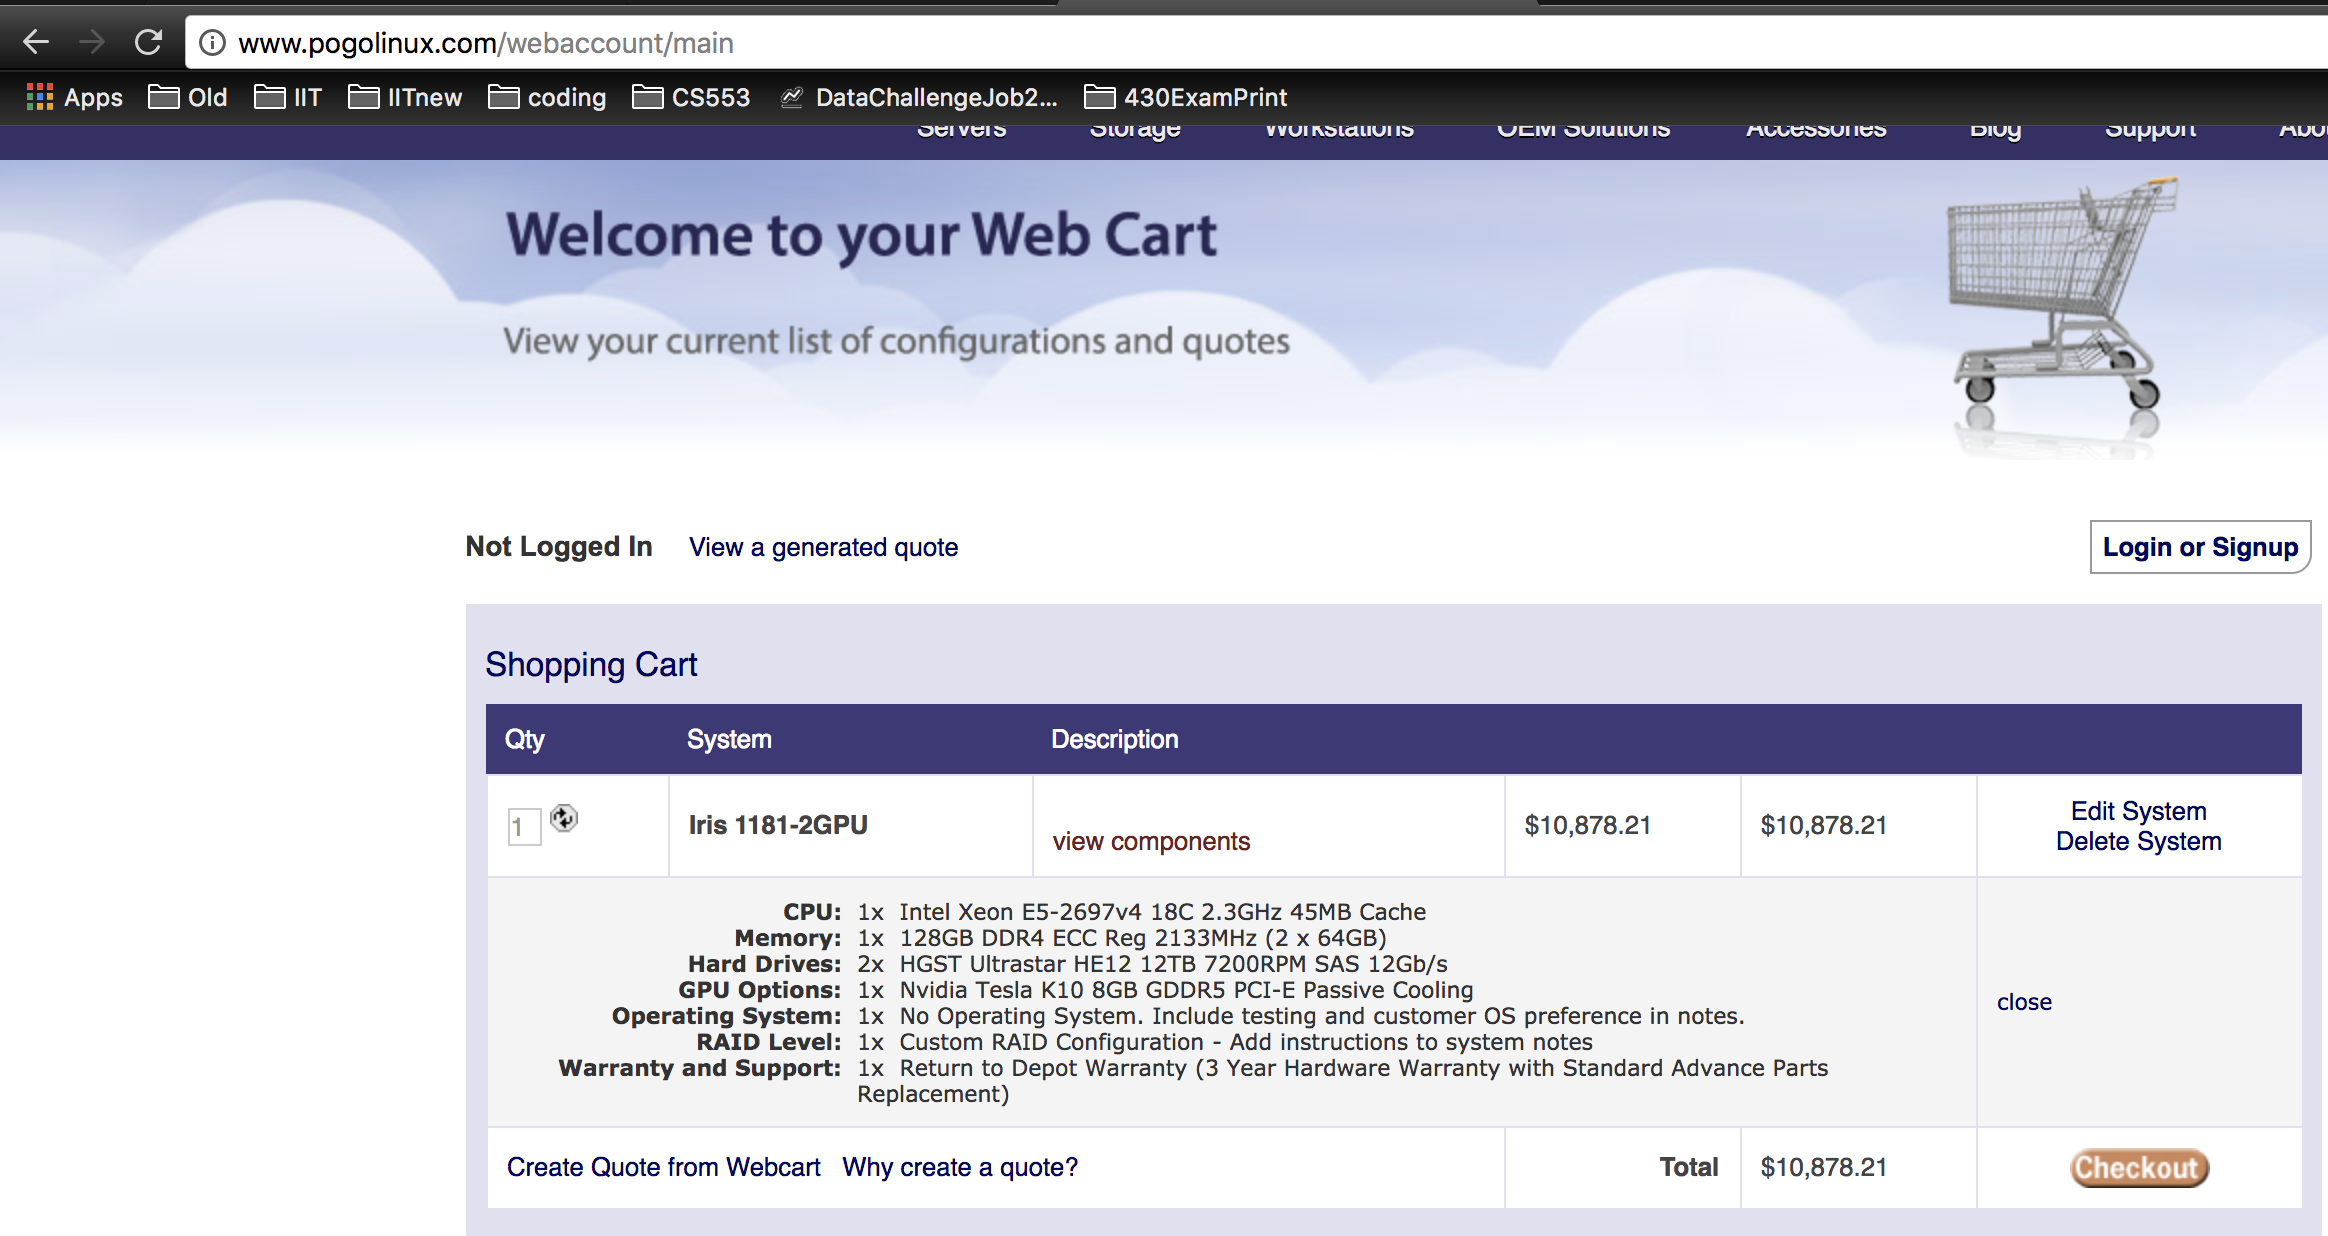 www.pogolinux.com/webaccount/main
Apps Old IIT IITnew coding CS553 DataChallengeJob2... 430ExamPrint
Servers Storage Workstations OEM Solutions Accessories Blog Support Abou
Welcome to your Web Cart
View your current list of configurations and quotes
Not Logged In View a generated quote Login or Signup
Shopping Cart
Qty System Description
1 Iris 1181-2GPU view components $10,878.21 $10,878.21 Edit System
Delete System
CPU: 1x Intel Xeon E5-2697v4 18C 2.3GHz 45MB Cache
Memory: 1x 128GB DDR4 ECC Reg 2133MHz (2 x 64GB)
Hard Drives: 2x HGST Ultrastar HE12 12TB 7200RPM SAS 12Gb/s
GPU Options: 1x Nvidia Tesla K10 8GB GDDR5 PCI-E Passive Cooling
close
Operating System: 1x No Operating System. Include testing and customer OS preference in notes.
RAID Level: 1x Custom RAID Configuration - Add instructions to system notes
Warranty and Support: 1x Return to Depot Warranty (3 Year Hardware Warranty with Standard Advance Parts
Replacement)
Create Quote from Webcart Why create a quote? Total $10,878.21 Checkout